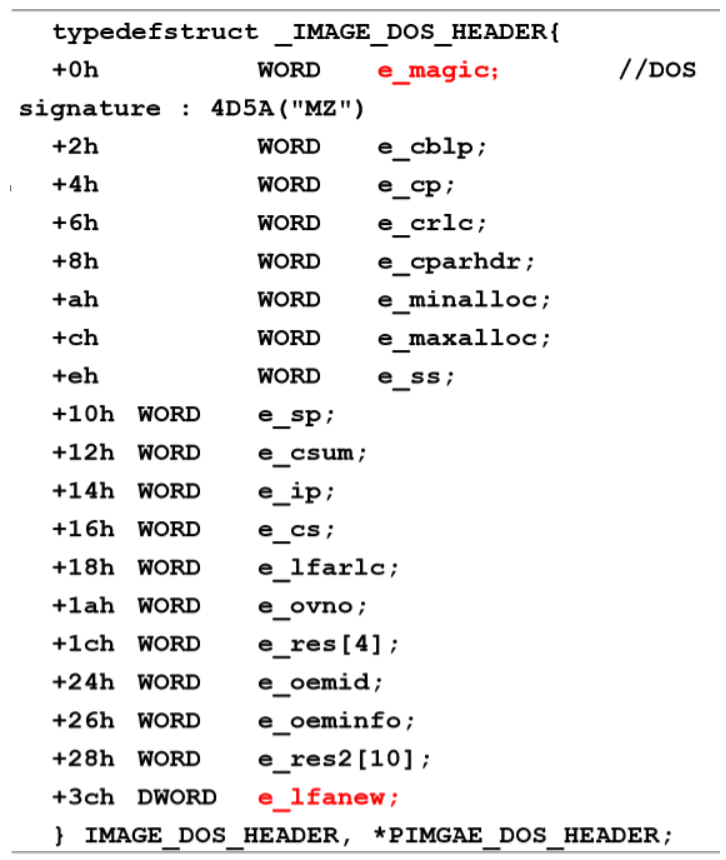 typedefstruct _IMAGE_DOS_HEADER{
+0h WORD e_magic; //DOS
signature : 4D5A("MZ")
+2h WORD e_cblp;
+4h WORD e_cp;
+6h WORD e_crlc;
+8h WORD e_cparhdr;
+ah WORD e_minalloc;
+ch WORD e_maxalloc;
+eh WORD e_ss;
+10h WORD e_sp;
+12h WORD e_csum;
+14h WORD e_ip;
+16h WORD e_cs;
+18h WORD e_lfarlc;
+1ah WORD e_ovno;
+1ch WORD e_res[4];
+24h WORD e_oemid;
+26h WORD e_oeminfo;
+28h WORD e_res2[10];
+3ch DWORD e_lfanew;
} IMAGE_DOS_HEADER, *PIMGAE_DOS_HEADER;